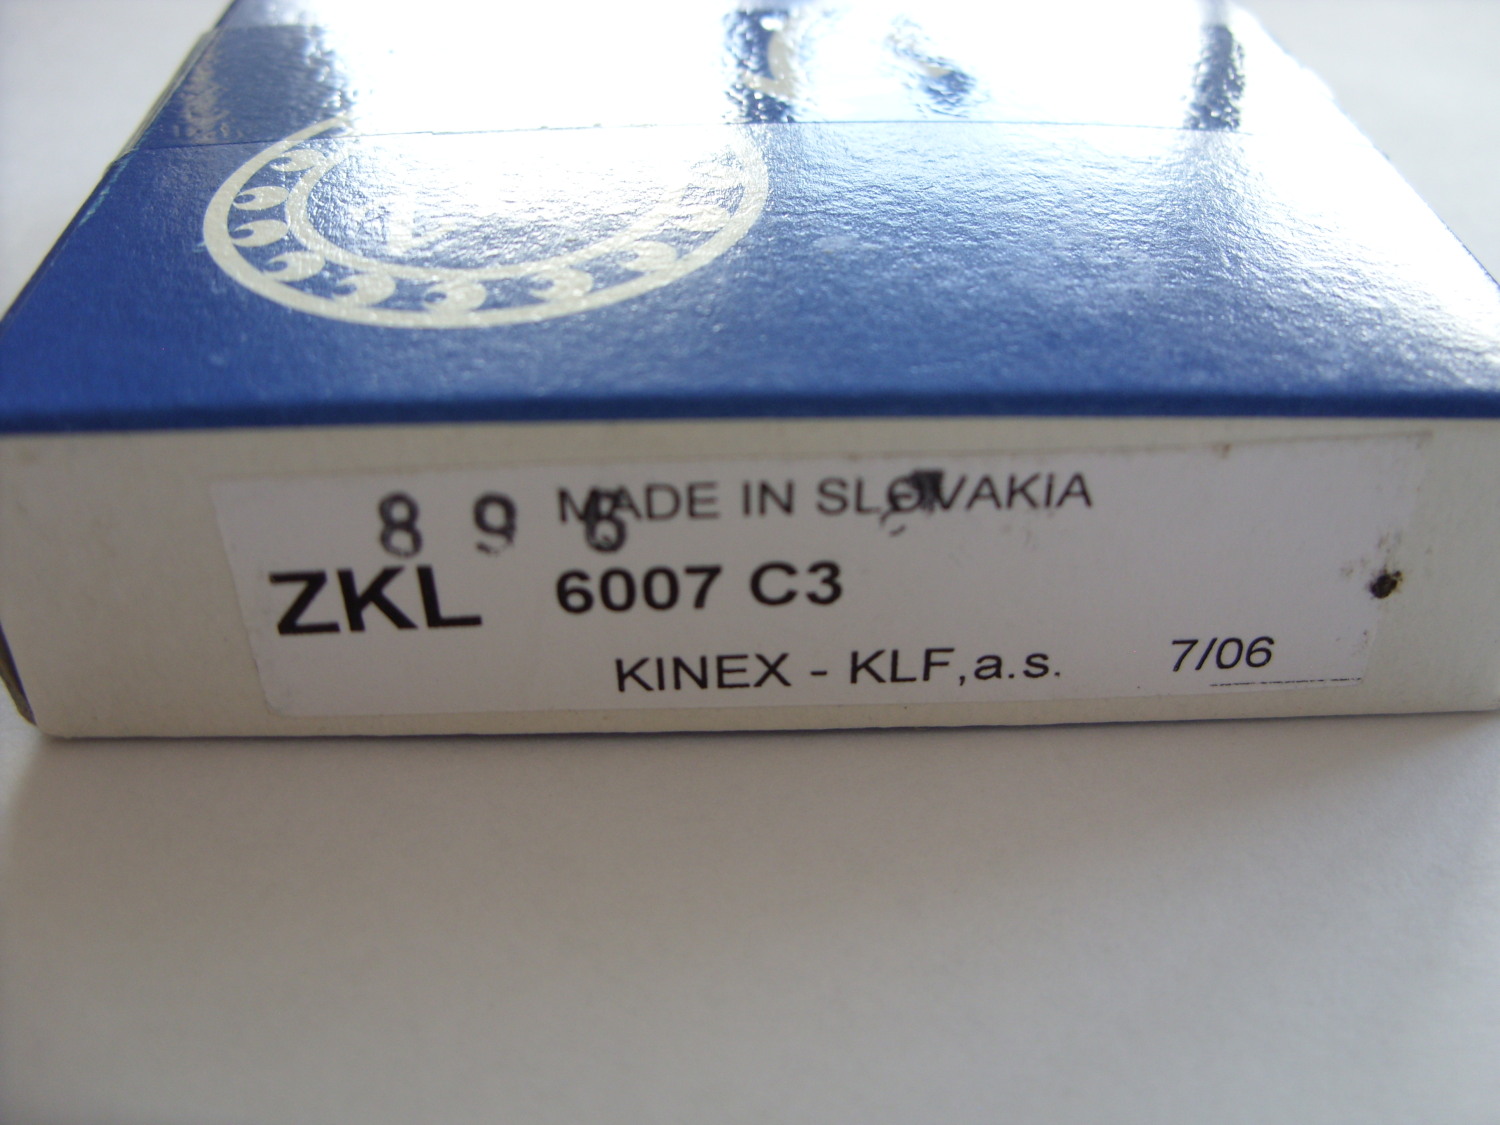 8 9 6
MADE IN SLOVAKIA
ZKL 6007 C3
KINEX - KLF,a.s. 7/06